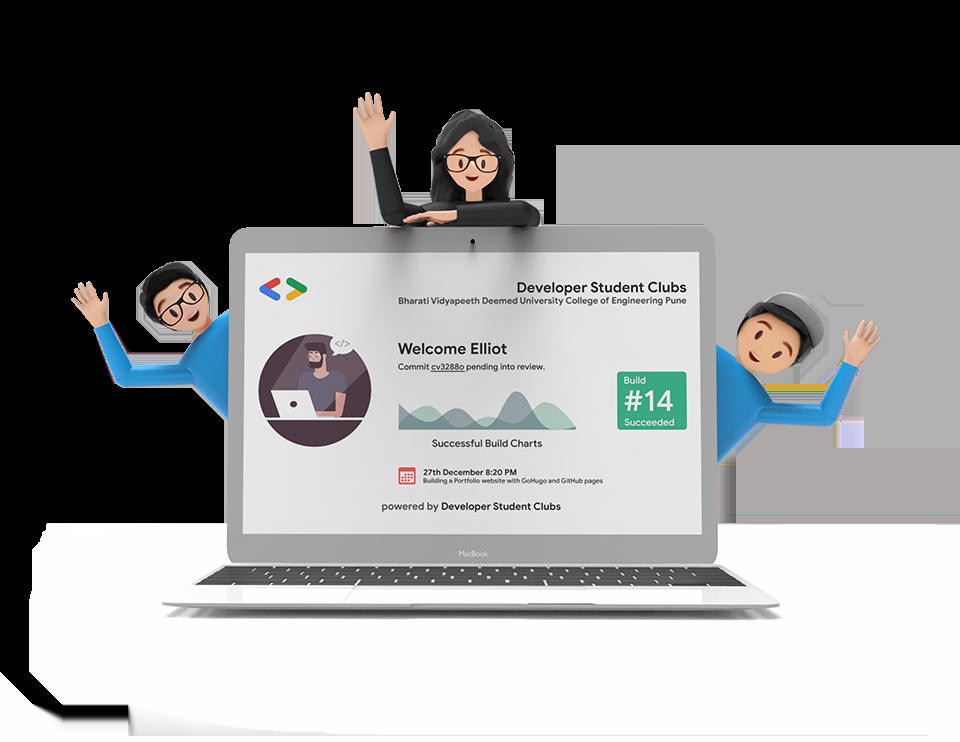 Developer Student Clubs
Bharati Vidyapeeth Deemed University College of Engineering Pune
</>
Welcome Elliot
Commit cv3288o pending into review.
Build
#14
Succeeded
Successful Build Charts
27th December 8:20 PM
Building a Portfolio website with GoHugo and GitHub pages
powered by Developer Student Clubs
MacBook